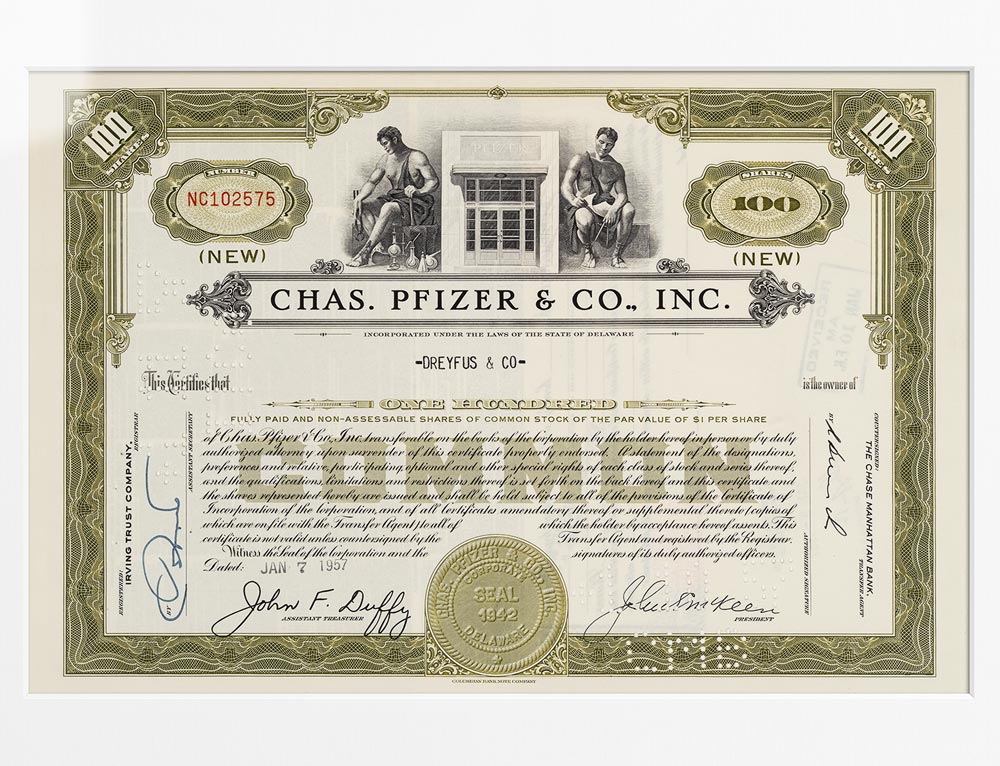 100 SHARES
100 SHARES
NUMBER
NC102575
(NEW)
PFIZER
SHARES
100
(NEW)
CHAS. PFIZER & CO., INC.
INCORPORATED UNDER THE LAWS OF THE STATE OF DELAWARE
-DREYFUS & CO-
This Certifies that
is the owner of
ONE HUNDRED
FULLY PAID AND NON-ASSESSABLE SHARES OF COMMON STOCK OF THE PAR VALUE OF $1 PER SHARE
COMMON
of Chas. Pfizer & Co., Inc. transferable on the books of the Corporation by the holder hereof in person or by duly
authorized attorney upon surrender of this certificate properly endorsed. A statement of the designations,
preferences and relative, participating, optional and other special rights of each class of stock and series thereof,
and the qualifications, limitations and restrictions thereof is set forth on the back hereof and this certificate and
the shares represented hereby are issued and shall be held subject to all of the provisions of the Certificate of
Incorporation of the Corporation, and of all Certificates amendatory thereof or supplemental thereto (copies of
which are on file with the Transfer Agent) to all of which the holder by acceptance hereof assents. This
certificate is not valid unless countersigned by the Transfer Agent and registered by the Registrar.
Witness the Seal of the Corporation and the signatures of its duly authorized officers.
Dated: JAN 7 1957
CORPORATE
SEAL
1942
DELAWARE
John F. Duffy
ASSISTANT TREASURER
John E. McKeen
PRESIDENT
REGISTERED:
IRVING TRUST COMPANY,
REGISTRAR
BY
ASSISTANT SECRETARY
COUNTERSIGNED:
THE CHASE MANHATTAN BANK,
TRANSFER AGENT
BY
AUTHORIZED SIGNATURE
COLUMBIAN BANK NOTE COMPANY